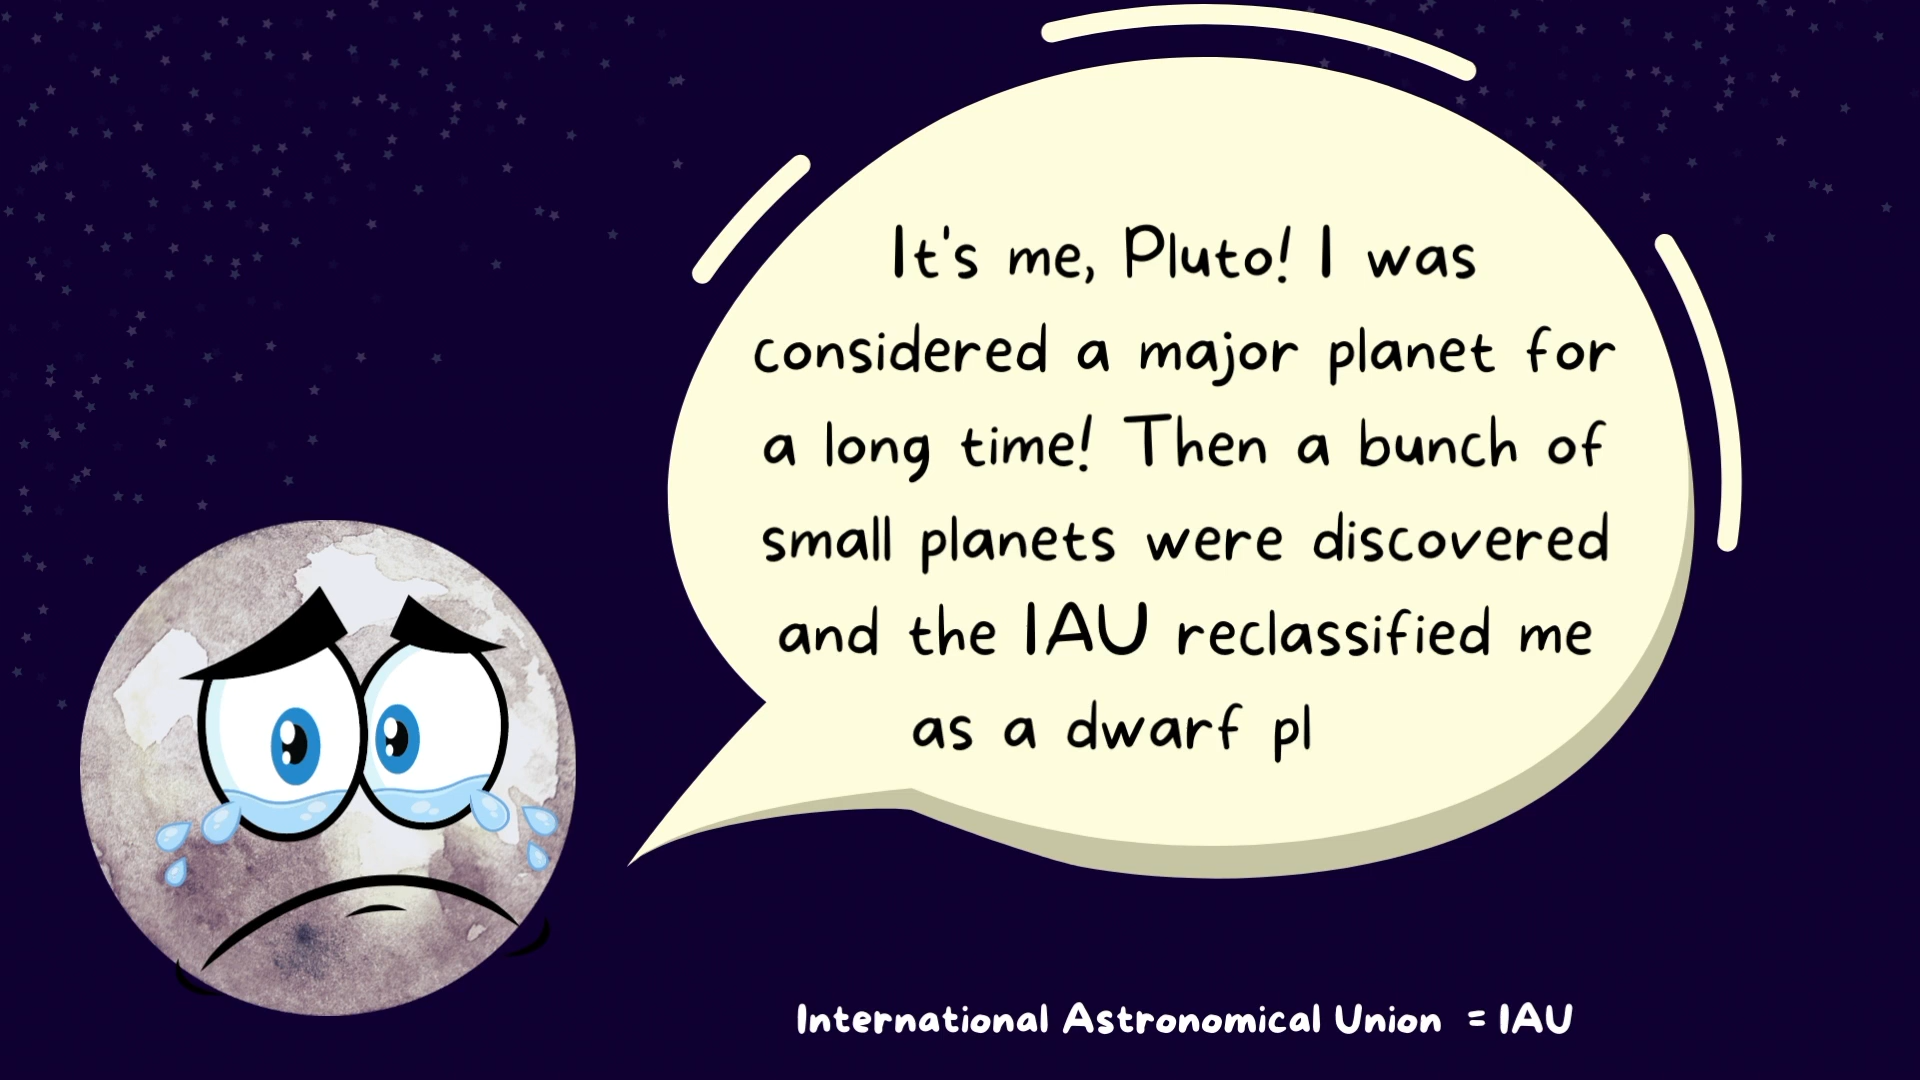 It's me, Pluto! I was
considered a major planet for
a long time! Then a bunch of
small planets were discovered
and the IAU reclassified me
as a dwarf pl
International Astronomical Union = IAU